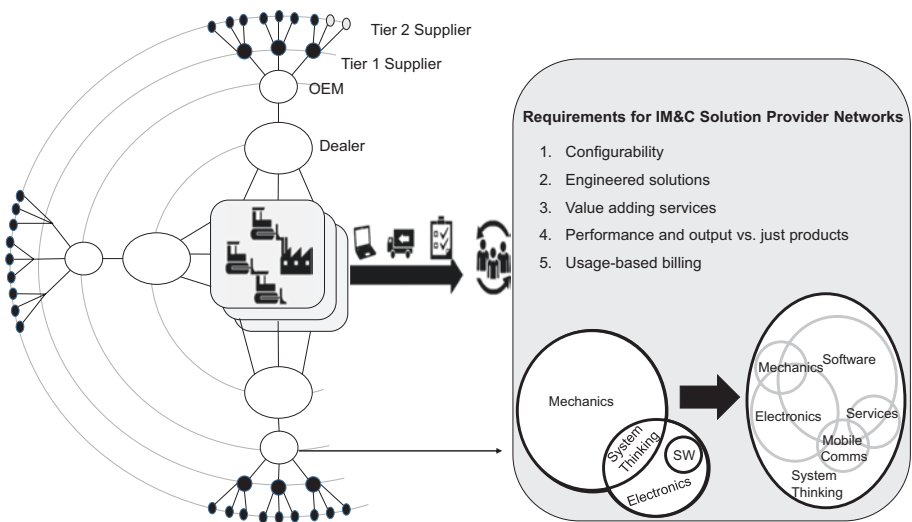 Tier 2 Supplier
Tier 1 Supplier
OEM
Dealer
Requirements for IM&C Solution Provider Networks
1. Configurability
2. Engineered solutions
3. Value adding services
4. Performance and output vs. just products
5. Usage-based billing
Mechanics
System
Thinking
SW
Electronics
Mechanics
Software
Electronics
Services
Mobile
Comms
System
Thinking